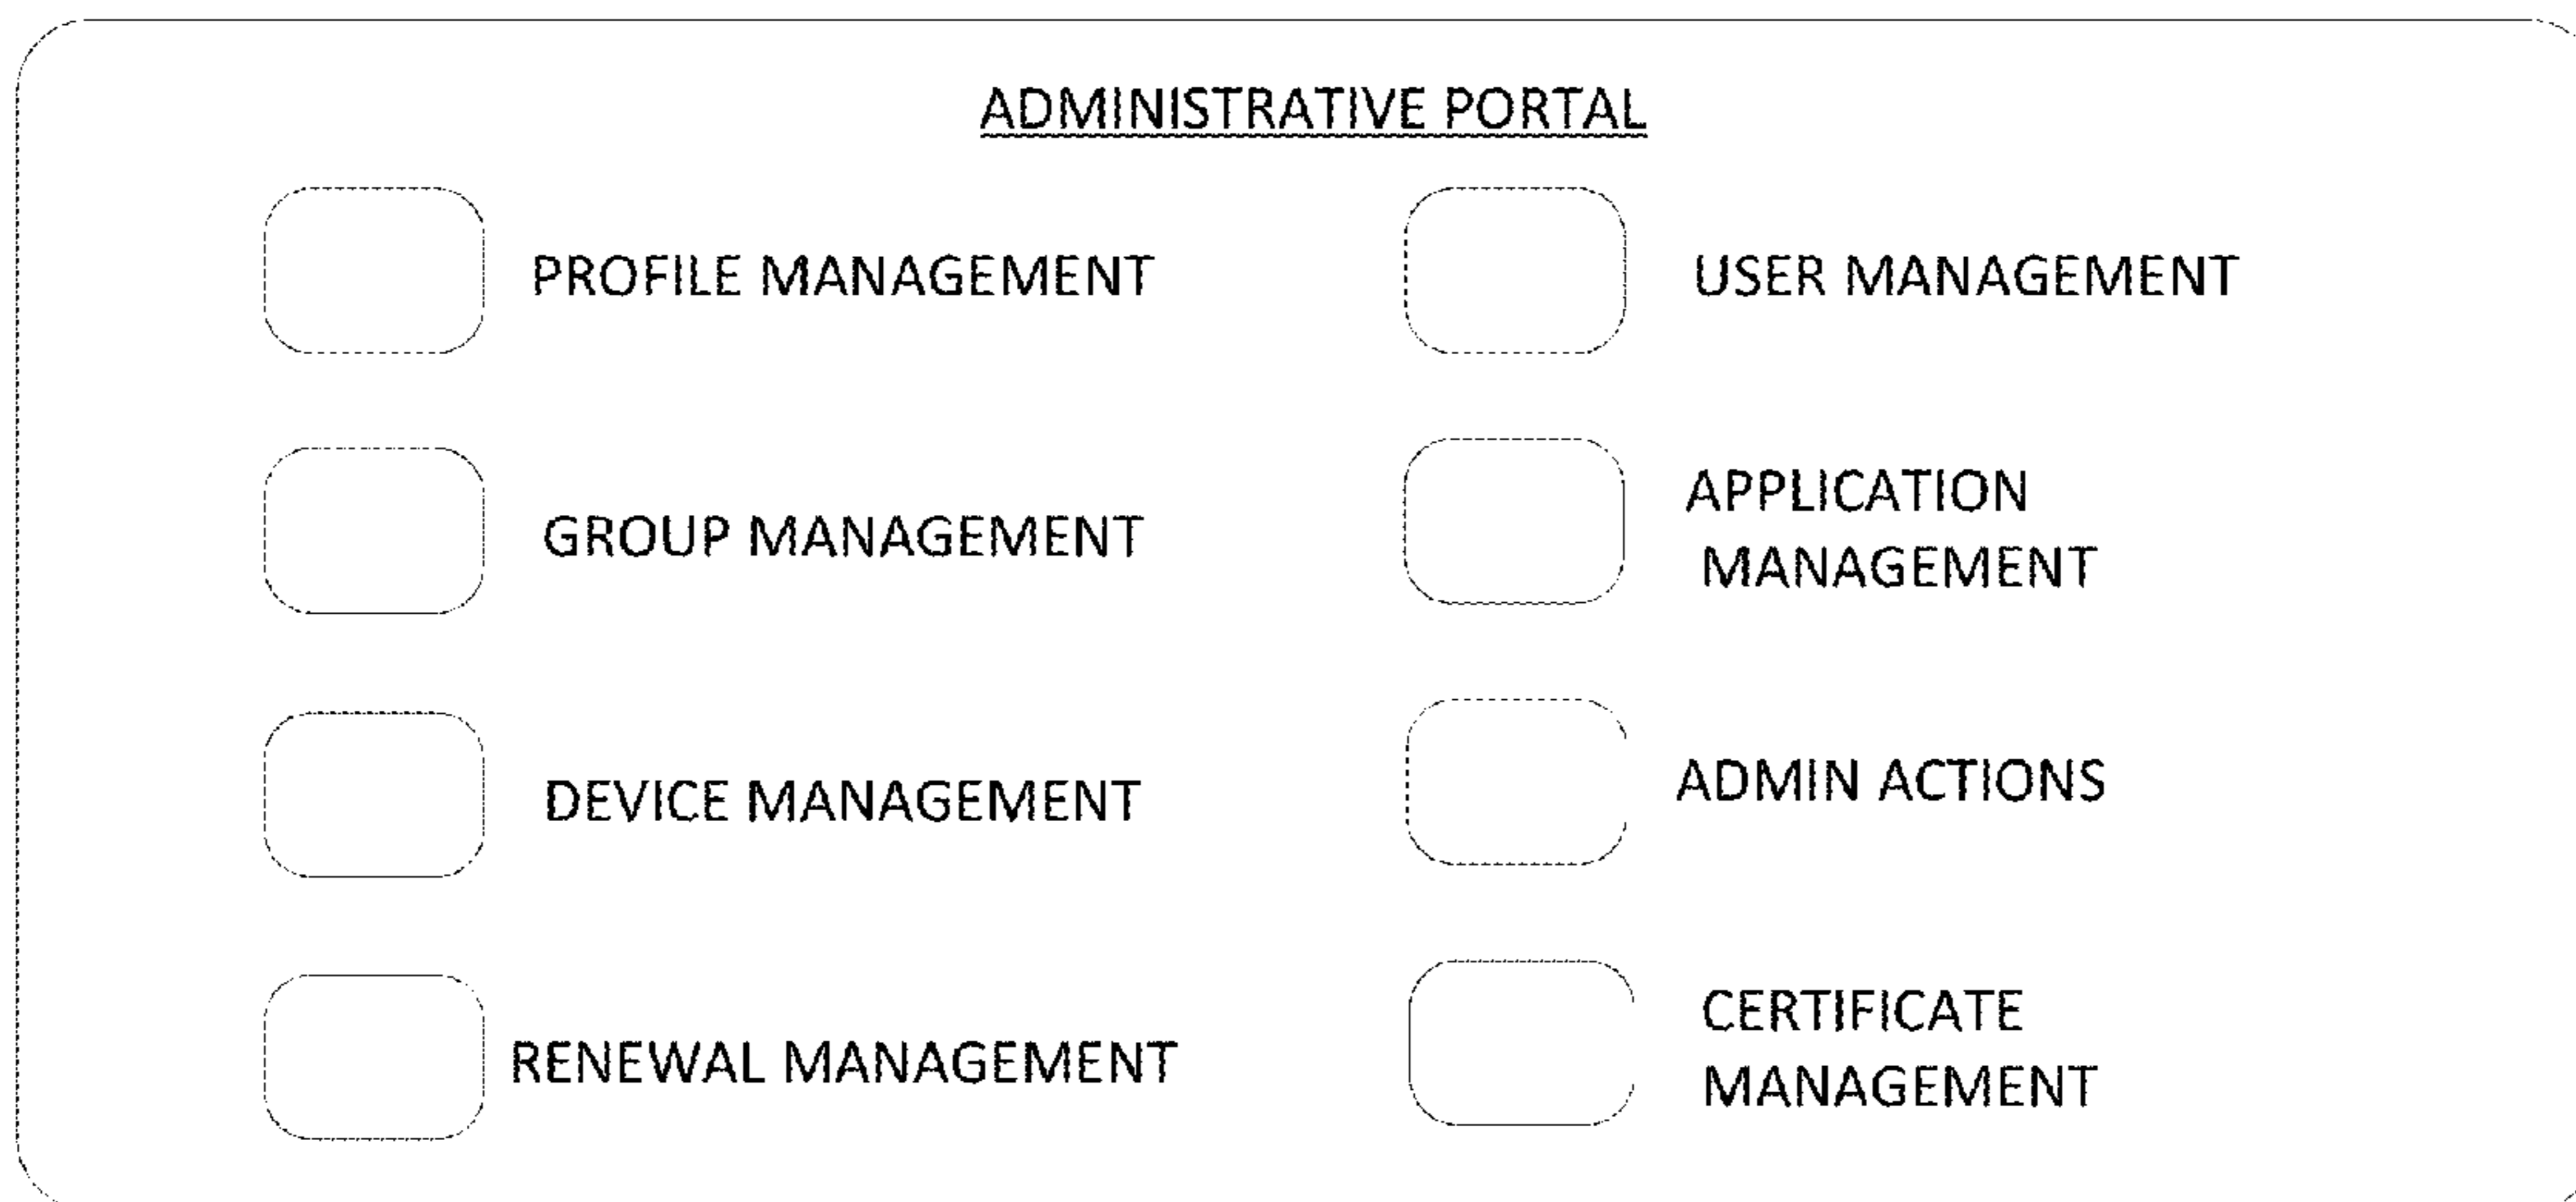 ADMINISTRATIVE PORTAL
PROFILE MANAGEMENT
USER MANAGEMENT
GROUP MANAGEMENT
APPLICATION
MANAGEMENT
DEVICE MANAGEMENT
ADMIN ACTIONS
RENEWAL MANAGEMENT
CERTIFICATE
MANAGEMENT